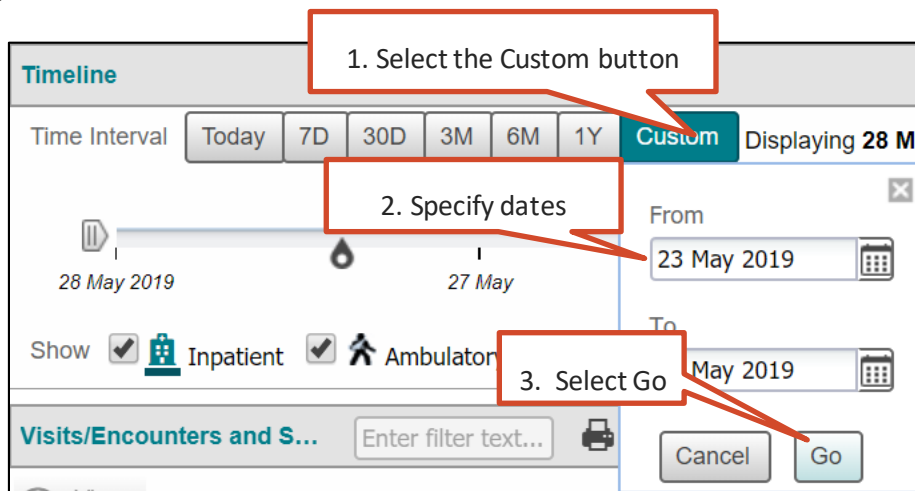 1. Select the Custom button
Timeline
Time Interval Today 7D 30D 3M 6M 1Y Custom Displaying 28 M
2. Specify dates
From
23 May 2019
28 May 2019 27 May
To
May 2019
Show Inpatient Ambulatory
3. Select Go
Visits/Encounters and S... Enter filter text...
Cancel Go